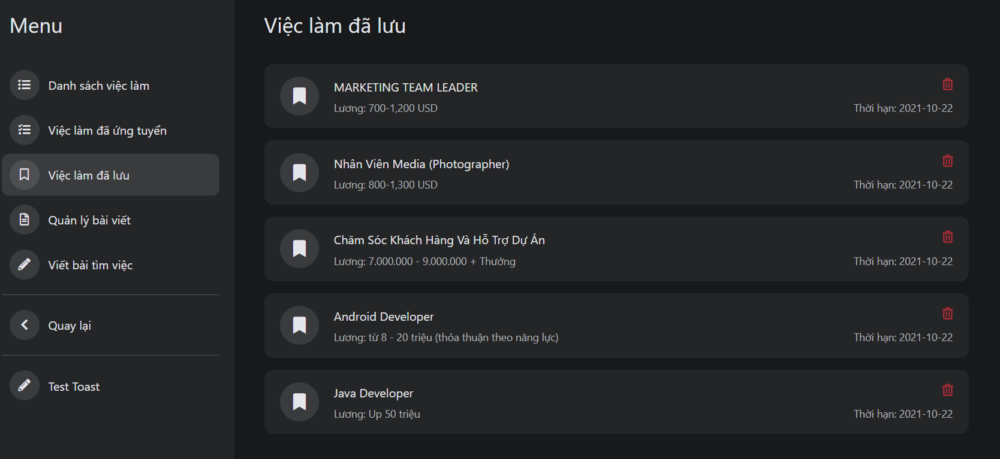 Menu
Danh sách việc làm
Việc làm đã ứng tuyển
Việc làm đã lưu
Quản lý bài viết
Viết bài tìm việc
Quay lại
Test Toast
Việc làm đã lưu
MARKETING TEAM LEADER
Lương: 700-1,200 USD
Thời hạn: 2021-10-22
Nhân Viên Media (Photographer)
Lương: 800-1,300 USD
Thời hạn: 2021-10-22
Chăm Sóc Khách Hàng Và Hỗ Trợ Dự Án
Lương: 7.000.000 - 9.000.000 + Thưởng
Thời hạn: 2021-10-22
Android Developer
Lương: từ 8 - 20 triệu (thỏa thuận theo năng lực)
Thời hạn: 2021-10-22
Java Developer
Lương: Up 50 triệu
Thời hạn: 2021-10-22